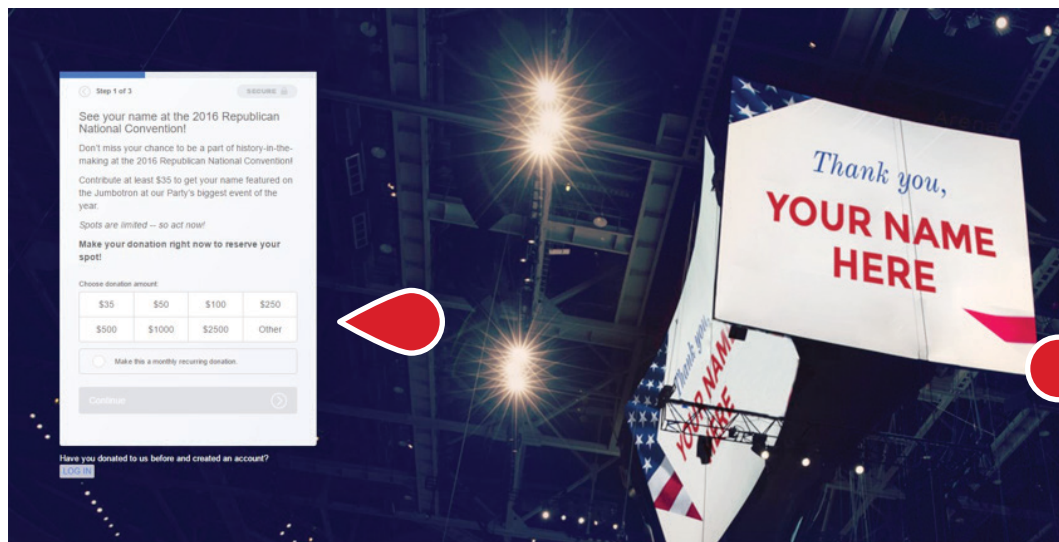 Step 1 of 3
SECURE
See your name at the 2016 Republican
National Convention!
Don't miss your chance to be a part of history-in-the-
making at the 2016 Republican National Convention!
Contribute at least $35 to get your name featured on
the Jumbotron at our Party's biggest event of the
year.
Spots are limited -- so act now!
Make your donation right now to reserve your
spot!
Choose donation amount:
$35 $50 $100 $250
$500 $1000 $2500 Other
Make this a monthly recurring donation.
Continue
Have you donated to us before and created an account?
LOG IN
Thank you,
YOUR NAME
HERE
Thank you,
YOUR NAME
HERE